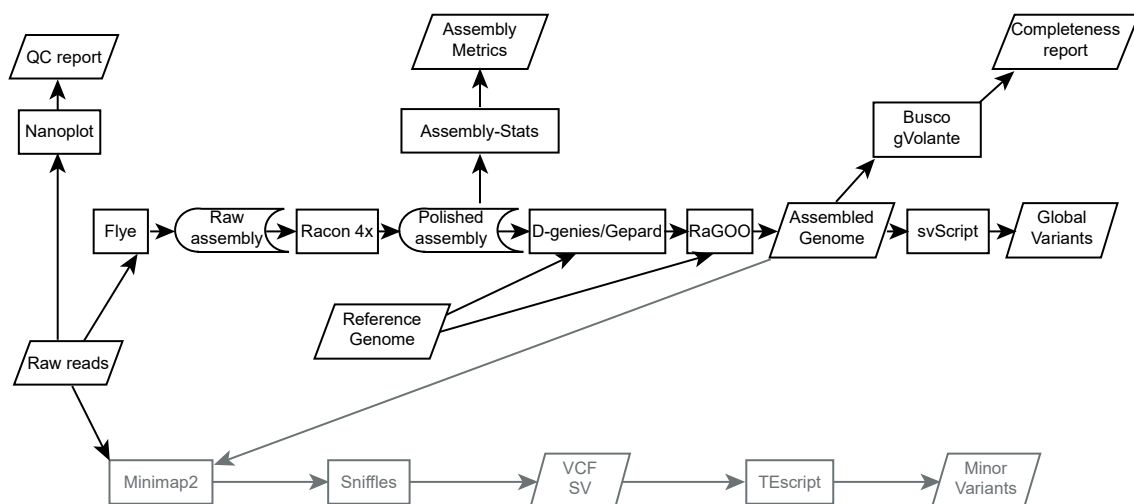 Assembly
Metrics
Completeness
report
QC report
Nanoplot
Assembly-Stats
Busco
gVolante
Flye
Raw
assembly
Racon 4x
Polished
assembly
D-genies/Gepard
RaGOO
Assembled
Genome
svScript
Global
Variants
Reference
Genome
Raw reads
Minimap2
Sniffles
VCF
SV
TEscript
Minor
Variants